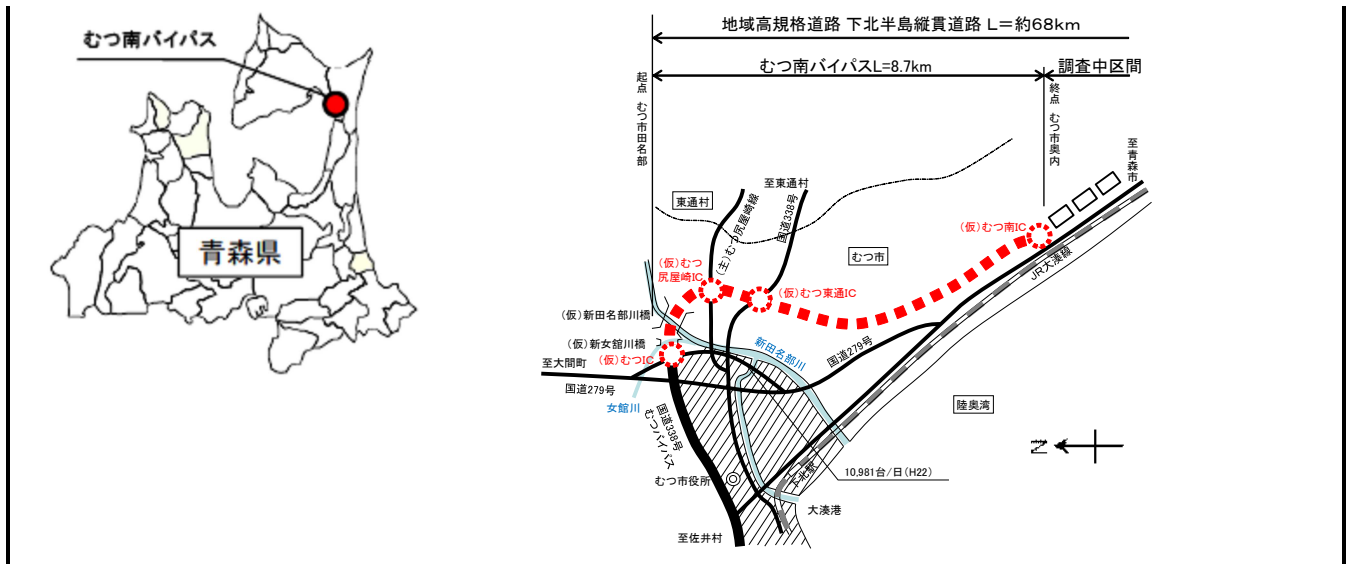 むつ南バイパス
青森県
地域高規格道路 下北半島縦貫道路 L=約68km
むつ南バイパスL=8.7km
調査中区間
起点 むつ市田名部
終点 むつ市奥内
至青森市
至東通村
東通村
(主)むつ尻屋崎線
国道338号
(仮)むつ南IC
むつ市
JR大湊線
(仮)むつ
尻屋崎IC
(仮)むつ東通IC
(仮)新田名部川橋
(仮)新女館川橋
新田名部川
国道279号
至大間町
(仮)むつIC
国道279号
女館川
国道338号
むつバイパス
陸奥湾
N
下北駅
10,981台/日(H22)
むつ市役所
大湊港
至佐井村